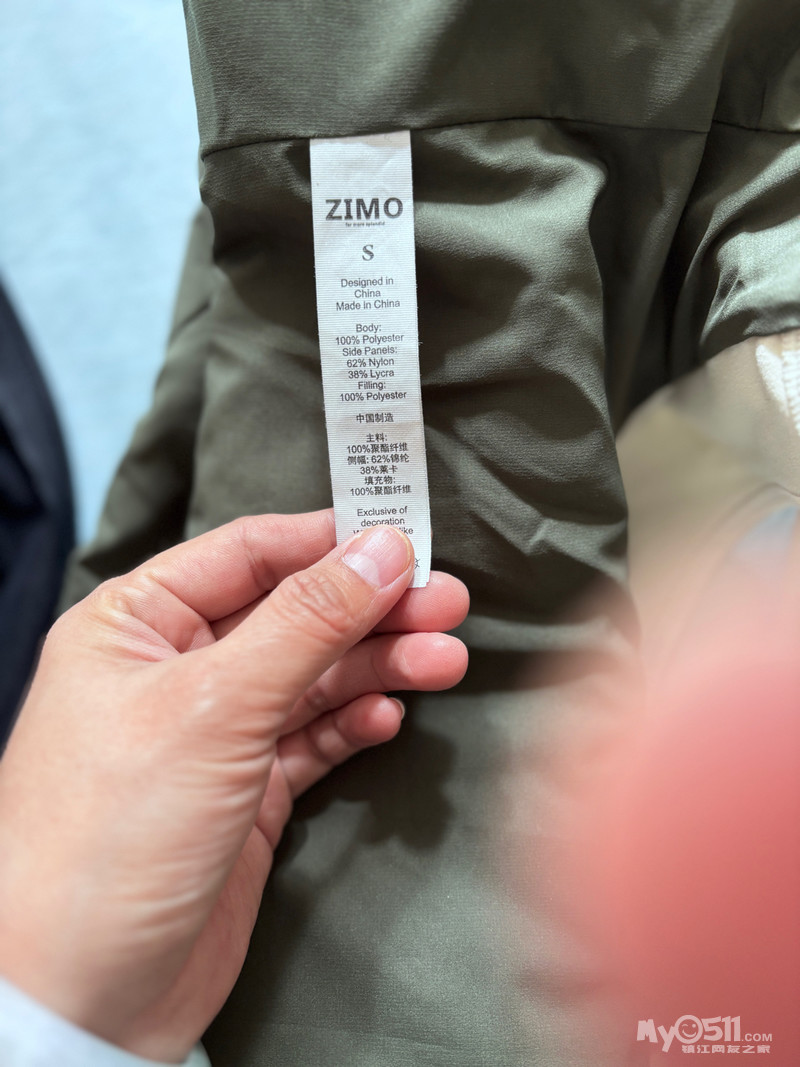 ZIMO
for more splendid
S
Designed in
China
Made in China
Body:
100% Polyester
Side Panels:
62% Nylon
38% Lycra
Filling:
100% Polyester
中国制造
主料:
100%聚酯纤维
侧幅: 62%锦纶
38%莱卡
填充物:
100%聚酯纤维
Exclusive of
decoration
like
MY0511.COM
镇江网友之家